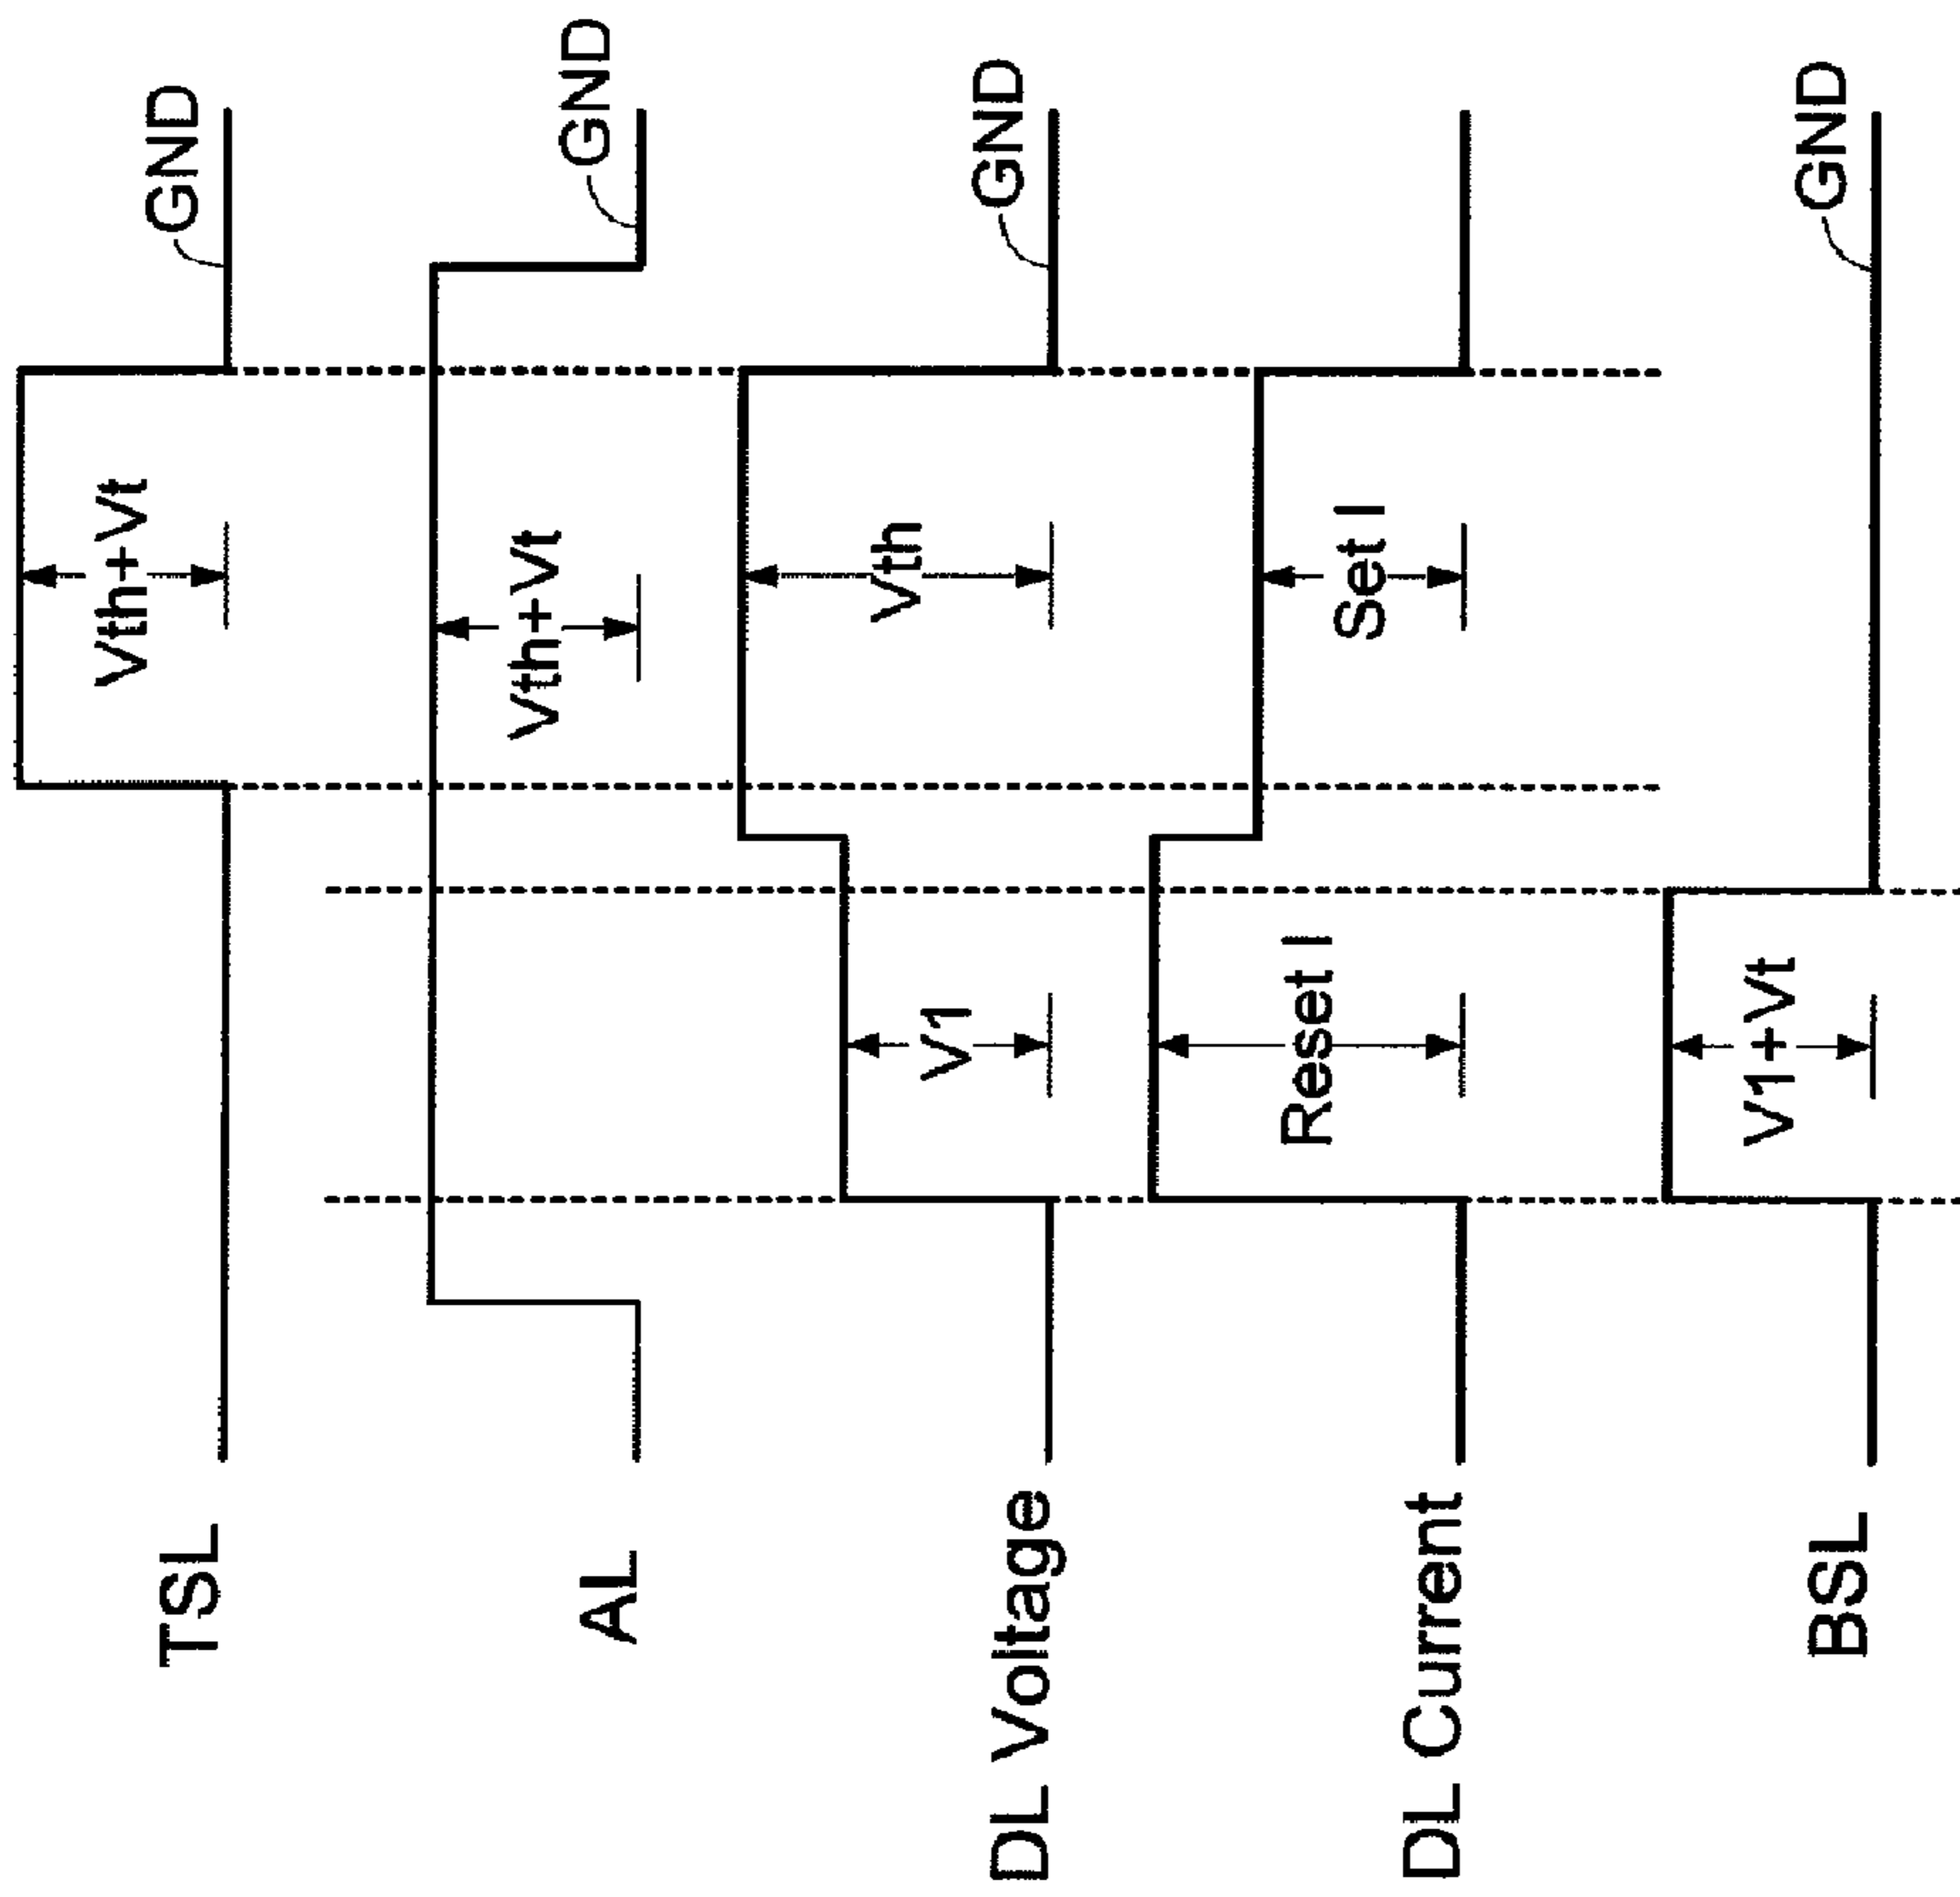 TSL
Vth+Vt
GND
AL
Vth+Vt
GND
DL Voltage
V1
Vth
GND
DL Current
Reset I
Set I
BSL
V1+Vt
GND